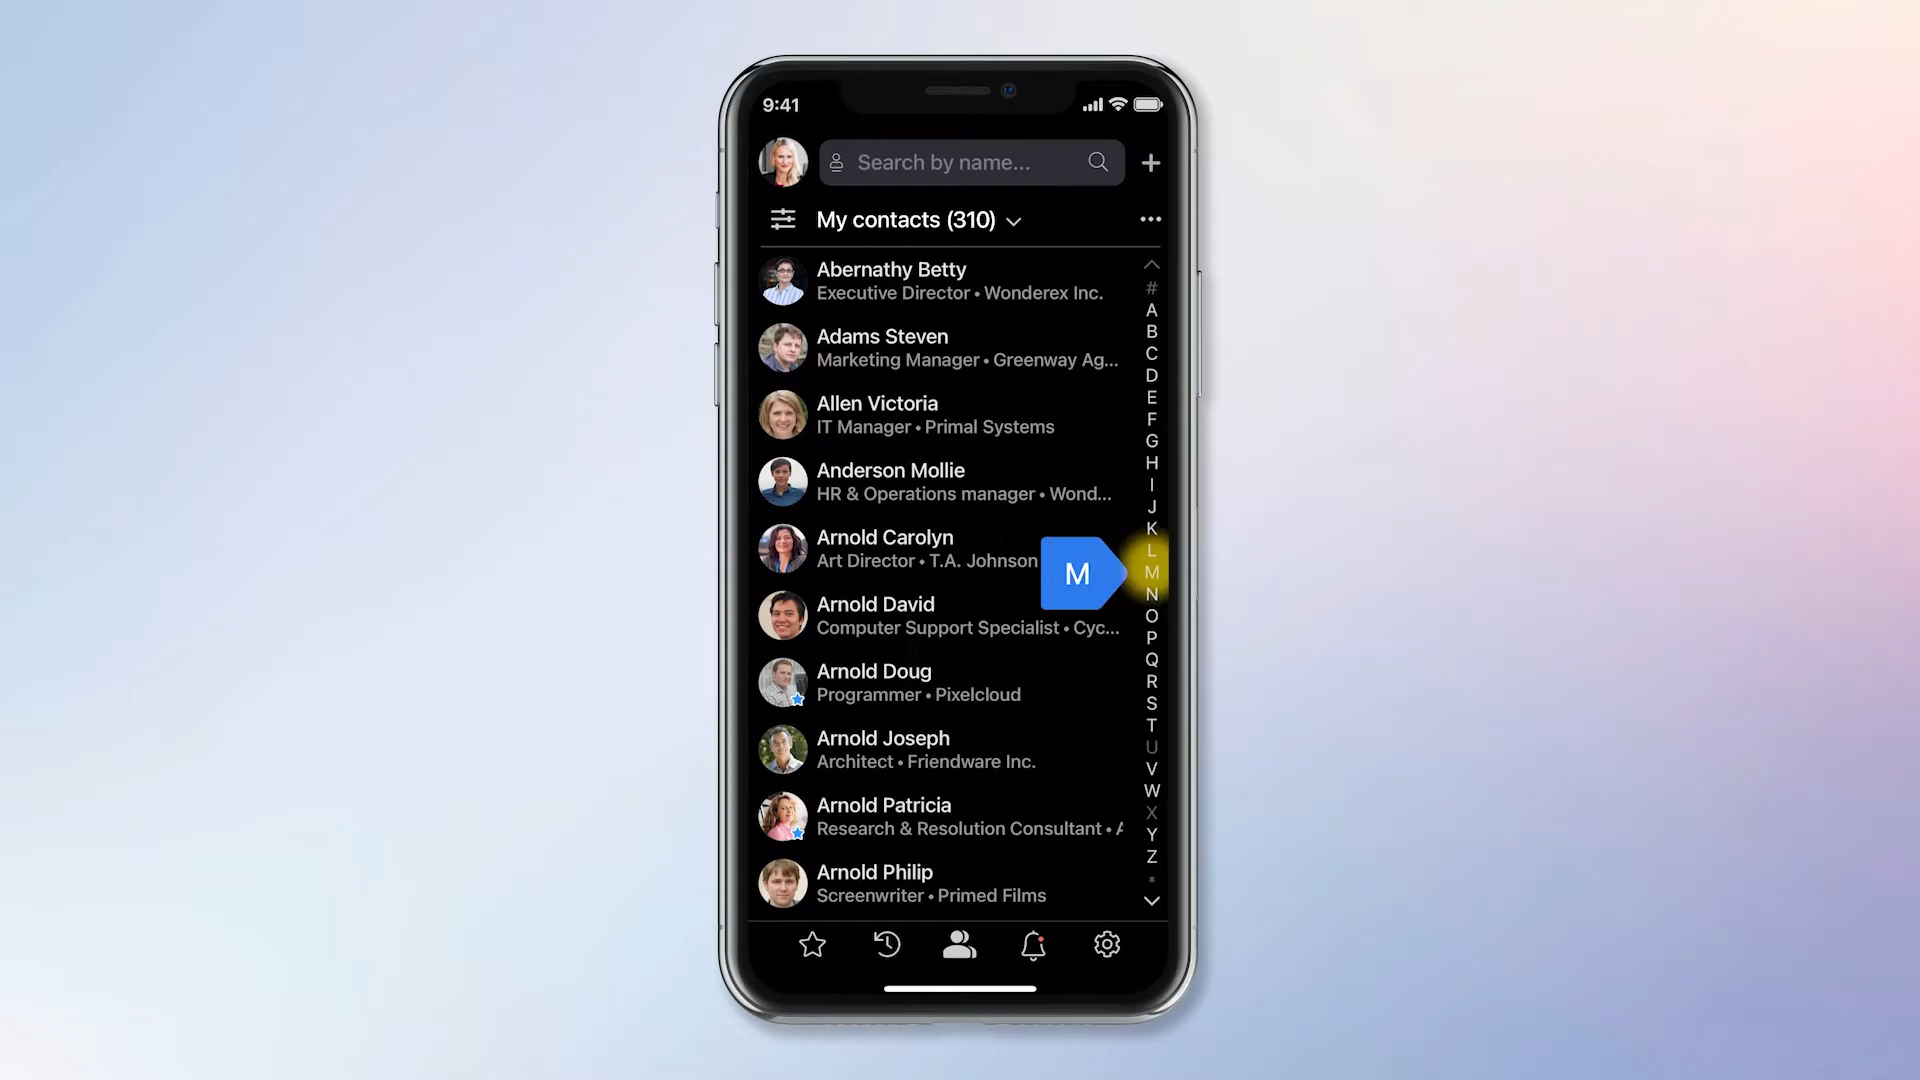 9:41
Search by name...
My contacts (310)
Abernathy Betty
Executive Director • Wonderex Inc.
Adams Steven
Marketing Manager • Greenway Ag...
Allen Victoria
IT Manager • Primal Systems
Anderson Mollie
HR & Operations manager • Wond...
Arnold Carolyn
Art Director • T.A. Johnson
M
Arnold David
Computer Support Specialist • Cyc...
Arnold Doug
Programmer • Pixelcloud
Arnold Joseph
Architect • Friendware Inc.
Arnold Patricia
Research & Resolution Consultant • A
Arnold Philip
Screenwriter • Primed Films
#
A
B
C
D
E
F
G
H
I
J
K
L
M
N
O
P
Q
R
S
T
U
V
W
X
Y
Z
*